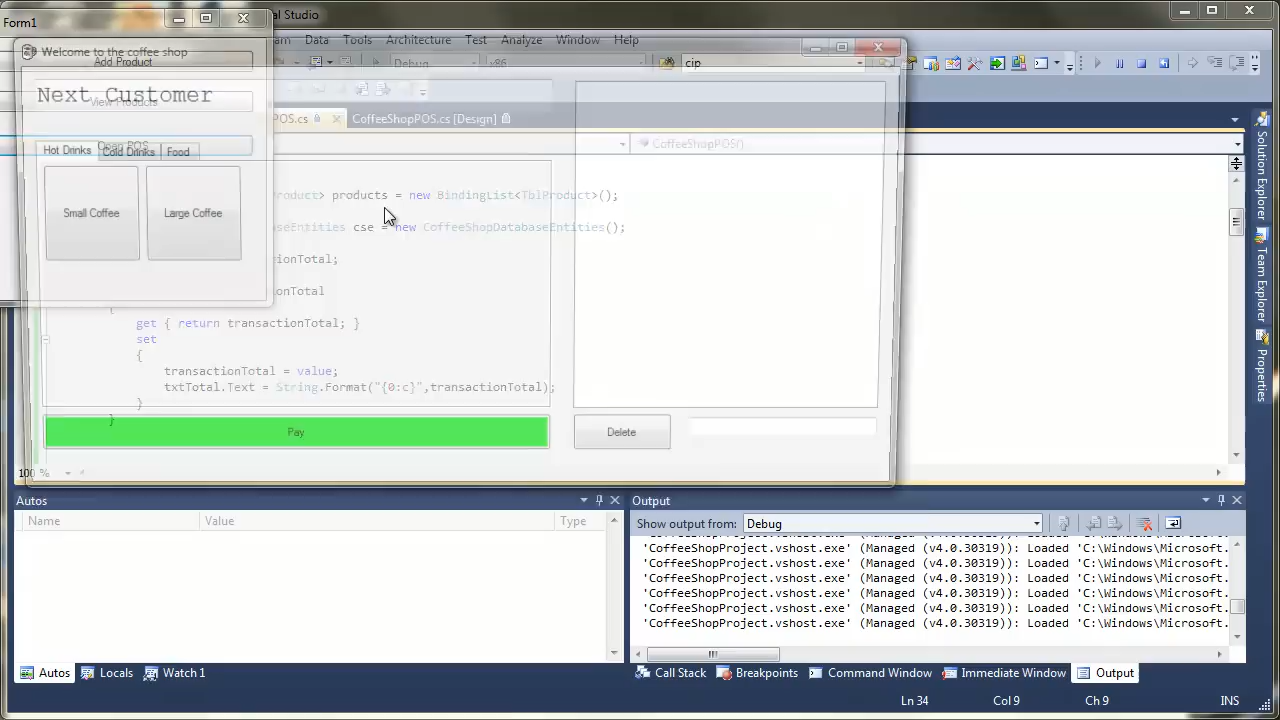 Form1
al Studio
am Data Tools Architecture Test Analyze Window Help
Welcome to the coffee shop
Add Product
Debug
x86
cip
Next Customer
View Products
POS.cs
CoffeeShopPOS.cs [Design]
Open POS
CoffeeShopPOS()
Hot Drinks
Cold Drinks
Food
Product> products = new BindingList<TblProduct>();
Small Coffee
Large Coffee
baseEntities cse = new CoffeeShopDatabaseEntities();
ionTotal;
ionTotal
{
get { return transactionTotal; }
set
{
transactionTotal = value;
txtTotal.Text = String.Format("{0:c}",transactionTotal);
}
}
Pay
Delete
100 %
Solution Explorer
Team Explorer
Properties
Autos
Name Value Type
Output
Show output from: Debug
'CoffeeShopProject.vshost.exe' (Managed (v4.0.30319)): Loaded 'C:\Windows\Microsoft.
'CoffeeShopProject.vshost.exe' (Managed (v4.0.30319)): Loaded 'C:\Windows\Microsoft.
'CoffeeShopProject.vshost.exe' (Managed (v4.0.30319)): Loaded 'C:\Windows\Microsoft.
'CoffeeShopProject.vshost.exe' (Managed (v4.0.30319)): Loaded 'C:\Windows\Microsoft.
'CoffeeShopProject.vshost.exe' (Managed (v4.0.30319)): Loaded 'C:\Windows\Microsoft.
'CoffeeShopProject.vshost.exe' (Managed (v4.0.30319)): Loaded 'C:\Windows\Microsoft.
Autos Locals Watch 1
Call Stack Breakpoints Command Window Immediate Window Output
Ln 34 Col 9 Ch 9 INS